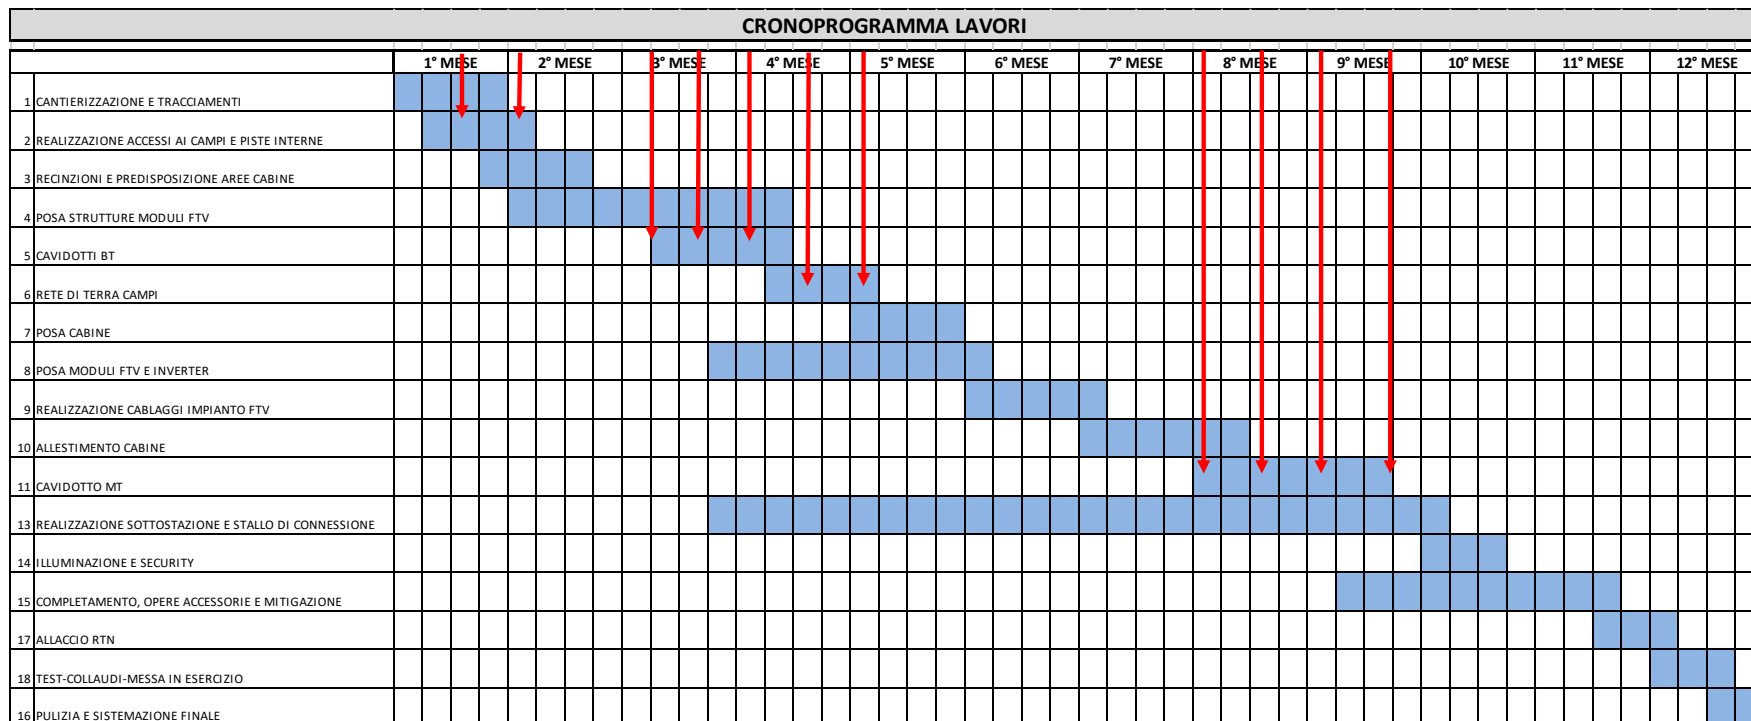 CRONOPROGRAMMA LAVORI
1° MESE 2° MESE 3° MESE 4° MESE 5° MESE 6° MESE 7° MESE 8° MESE 9° MESE 10° MESE 11° MESE 12° MESE
1 CANTIERIZZAZIONE E TRACCIAMENTI
2 REALIZZAZIONE ACCESSI AI CAMPI E PISTE INTERNE
3 RECINZIONI E PREDISPOSIZIONE AREE CABINE
4 POSA STRUTTURE MODULI FTV
5 CAVIDOTTI BT
6 RETE DI TERRA CAMPI
7 POSA CABINE
8 POSA MODULI FTV E INVERTER
9 REALIZZAZIONE CABLAGGI IMPIANTO FTV
10 ALLESTIMENTO CABINE
11 CAVIDOTTO MT
13 REALIZZAZIONE SOTTOSTAZIONE E STALLO DI CONNESSIONE
14 ILLUMINAZIONE E SECURITY
15 COMPLETAMENTO, OPERE ACCESSORIE E MITIGAZIONE
17 ALLACCIO RTN
18 TEST-COLLAUDI-MESSA IN ESERCIZIO
16 PULIZIA E SISTEMAZIONE FINALE